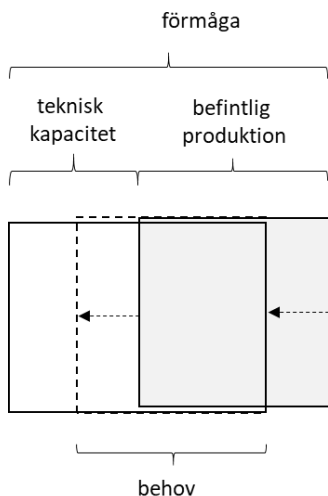 förmåga
teknisk
kapacitet
befintlig
produktion
behov